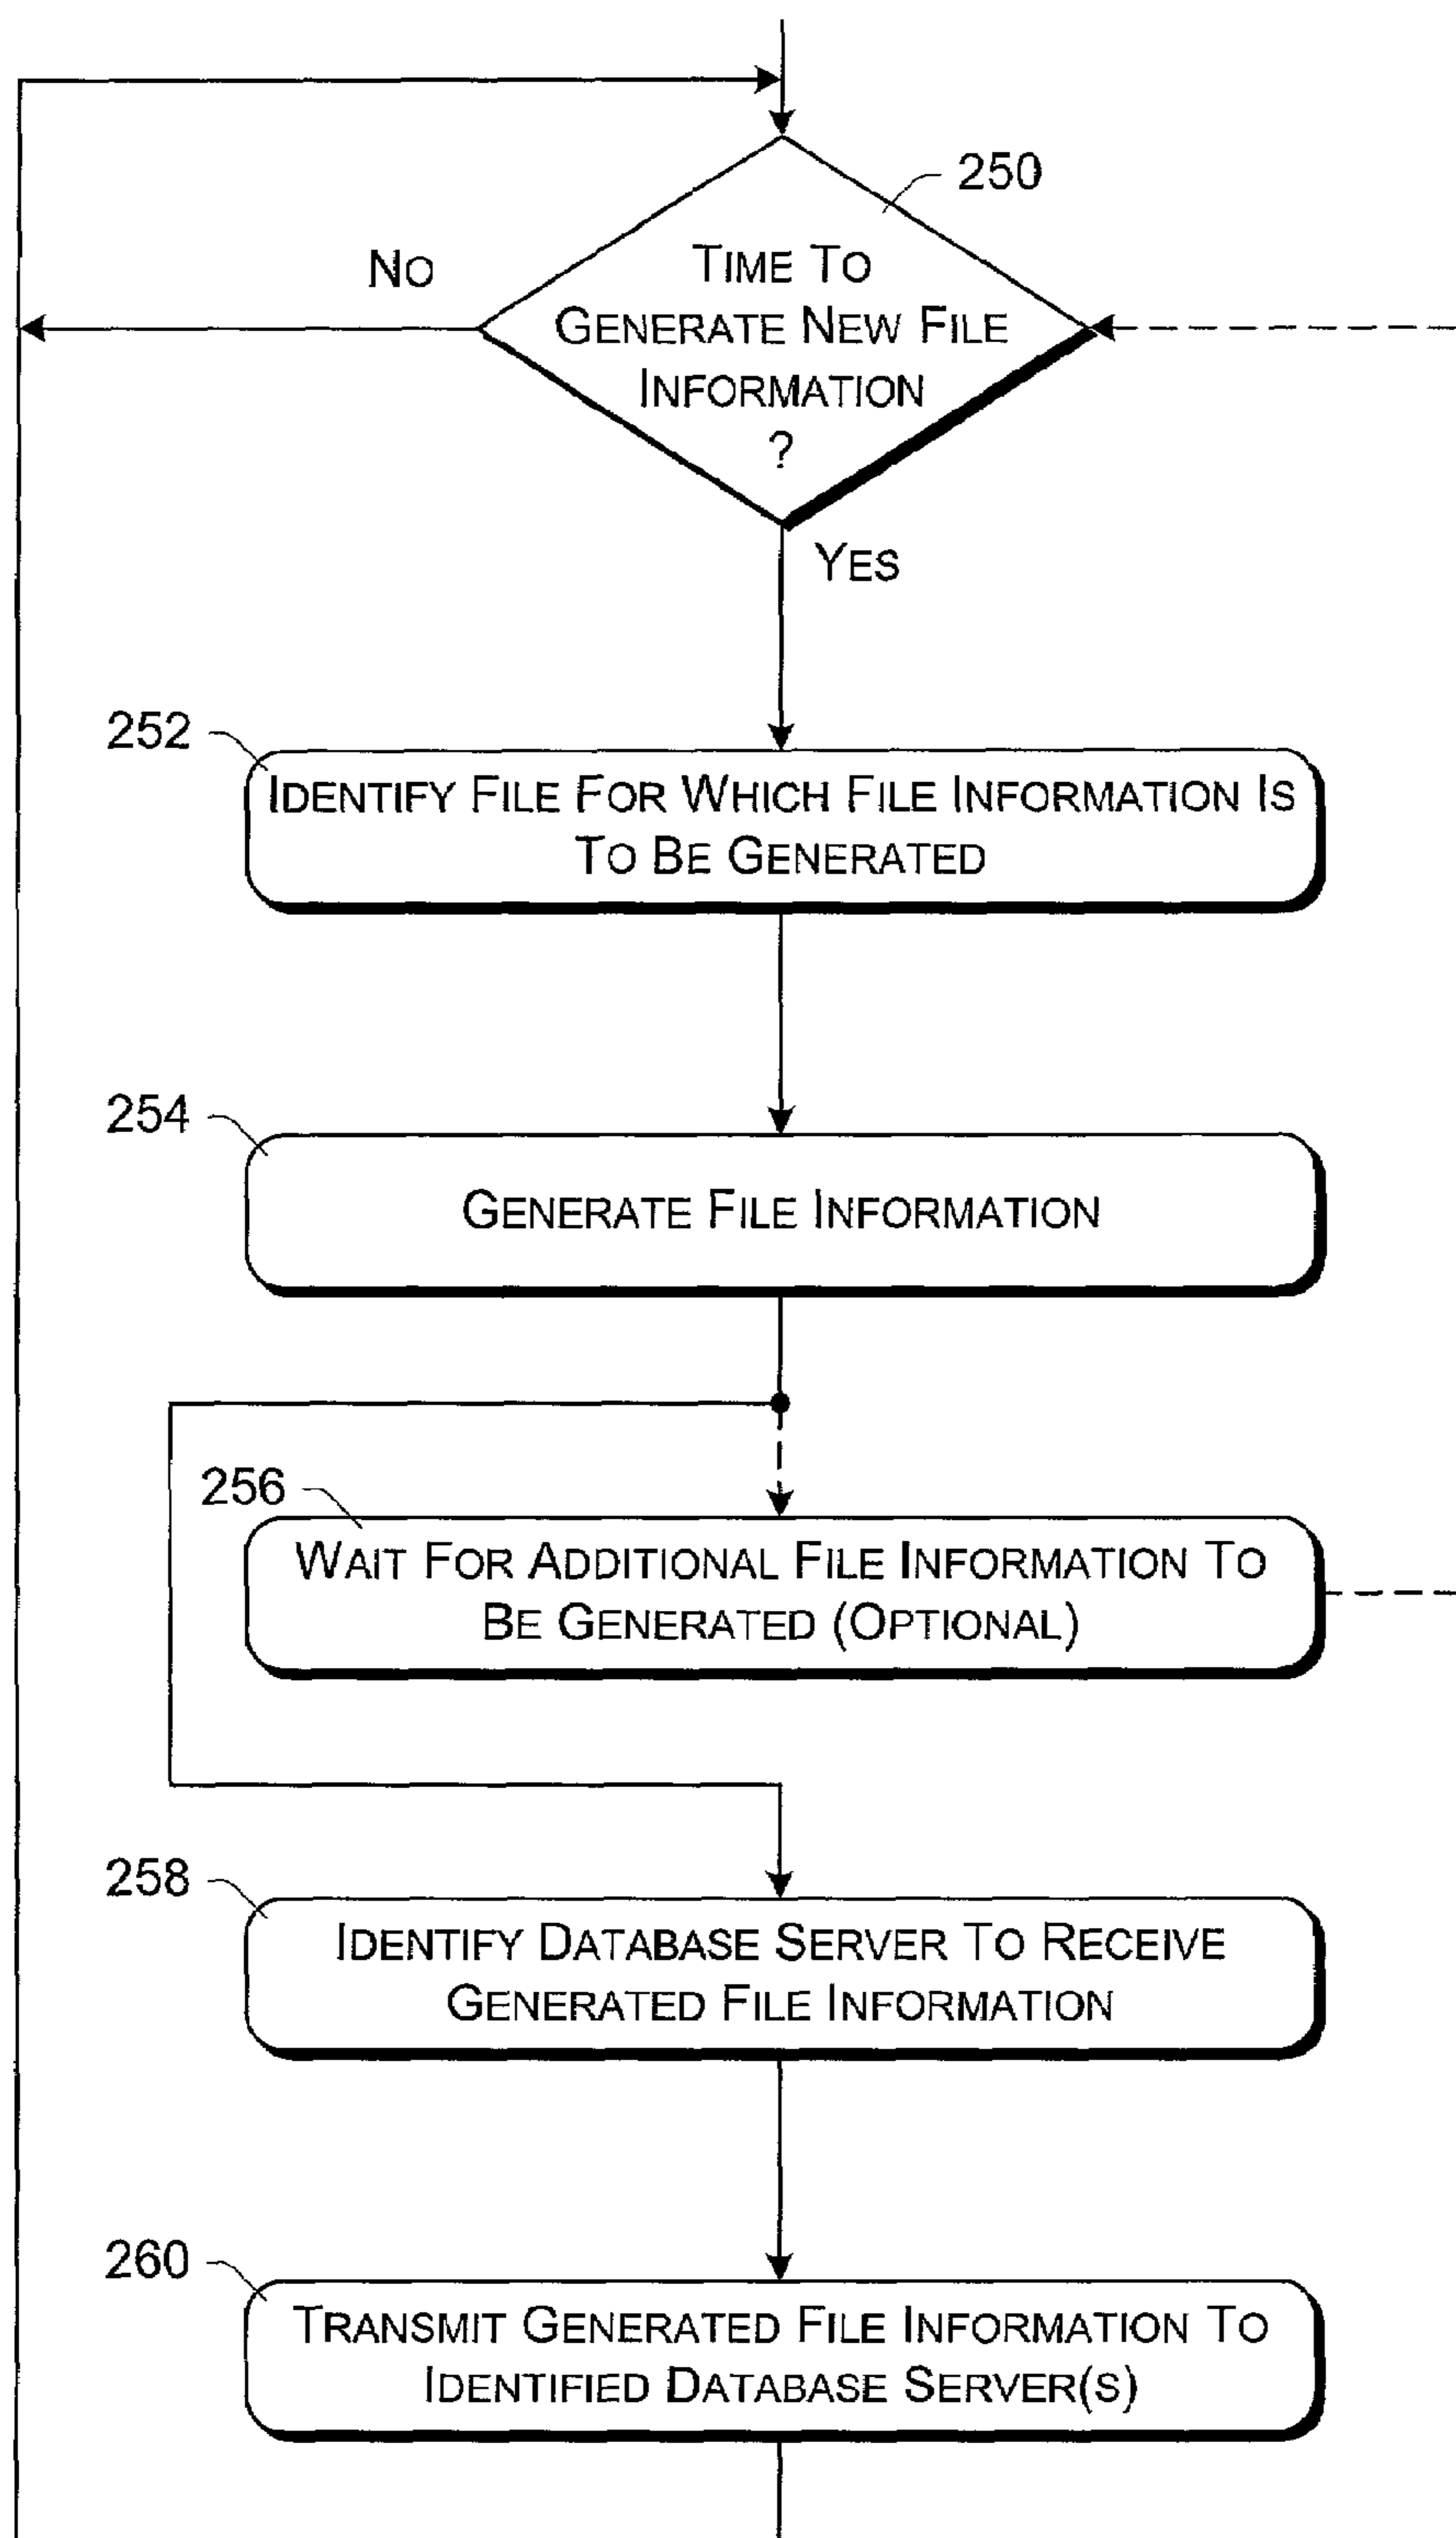 250
NO
TIME TO
GENERATE NEW FILE
INFORMATION
?
YES
252
IDENTIFY FILE FOR WHICH FILE INFORMATION IS
TO BE GENERATED
254
GENERATE FILE INFORMATION
256
WAIT FOR ADDITIONAL FILE INFORMATION TO
BE GENERATED (OPTIONAL)
258
IDENTIFY DATABASE SERVER TO RECEIVE
GENERATED FILE INFORMATION
260
TRANSMIT GENERATED FILE INFORMATION TO
IDENTIFIED DATABASE SERVER(S)